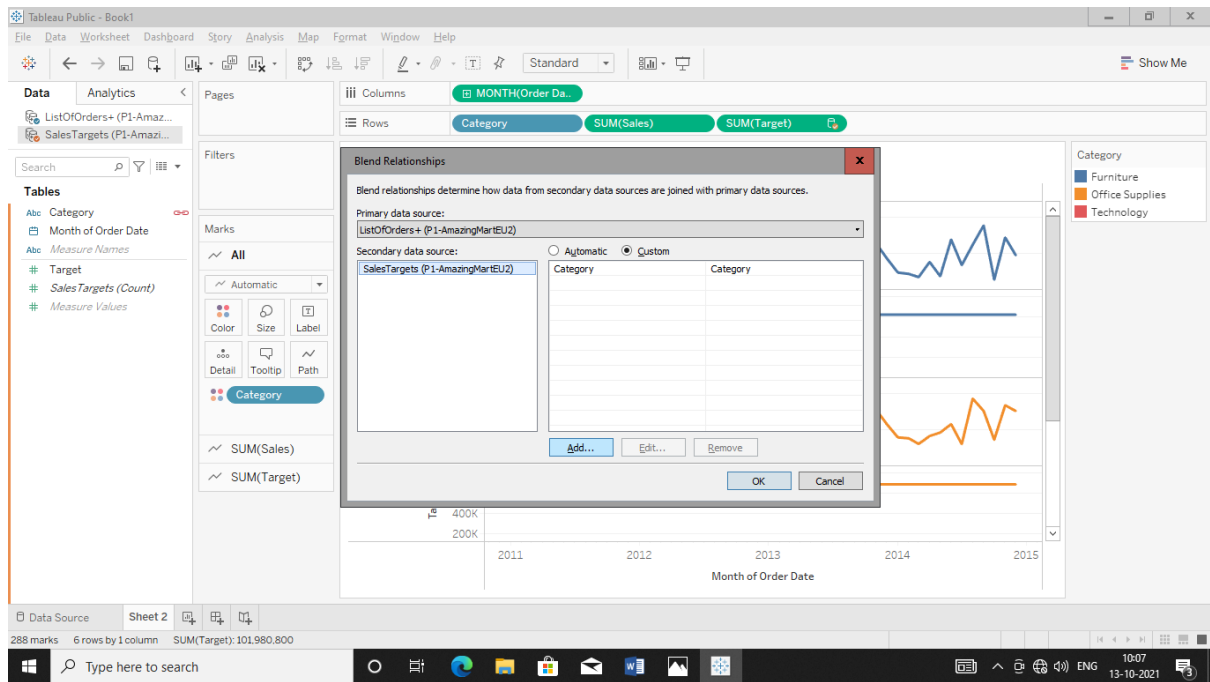 Tableau Public - Book1
File Data Worksheet Dashboard Story Analysis Map Format Window Help
Standard
Show Me
Data Analytics
ListOfOrders+ (P1-Amaz...
SalesTargets (P1-Amazi...
Search
Tables
Abc Category
Month of Order Date
Abc Measure Names
# Target
# SalesTargets (Count)
# Measure Values
Pages
Filters
Marks
All
Automatic
Color Size Label
Detail Tooltip Path
Category
SUM(Sales)
SUM(Target)
Columns MONTH(Order Da..
Rows Category SUM(Sales) SUM(Target)
Blend Relationships
x
Blend relationships determine how data from secondary data sources are joined with primary data sources.
Primary data source:
ListOfOrders+ (P1-AmazingMartEU2)
Secondary data source: Automatic Custom
SalesTargets (P1-AmazingMartEU2) Category Category
Add... Edit... Remove
OK Cancel
Ta
400K
200K
2011 2012 2013 2014 2015
Month of Order Date
Category
Furniture
Office Supplies
Technology
Data Source Sheet 2
288 marks 6 rows by 1 column SUM(Target): 101,980,800
Type here to search
ENG
10:07
13-10-2021
3